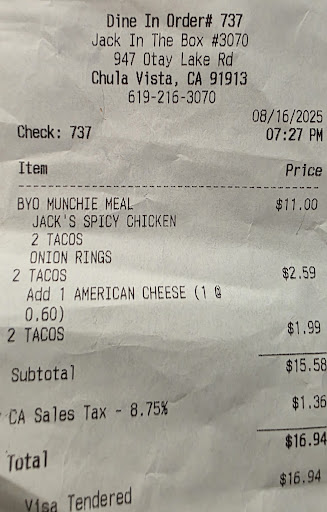 Dine In Order# 737
Jack In The Box #3070
947 Otay Lake Rd
Chula Vista, CA 91913
619-216-3070
08/16/2025
Check: 737 07:27 PM
Item Price
BYO MUNCHIE MEAL $11.00
JACK'S SPICY CHICKEN
2 TACOS
ONION RINGS
2 TACOS $2.59
Add 1 AMERICAN CHEESE (1 @
0.60)
2 TACOS $1.99
Subtotal $15.58
CA Sales Tax - 8.75% $1.36
Total $16.94
Visa Tendered $16.94